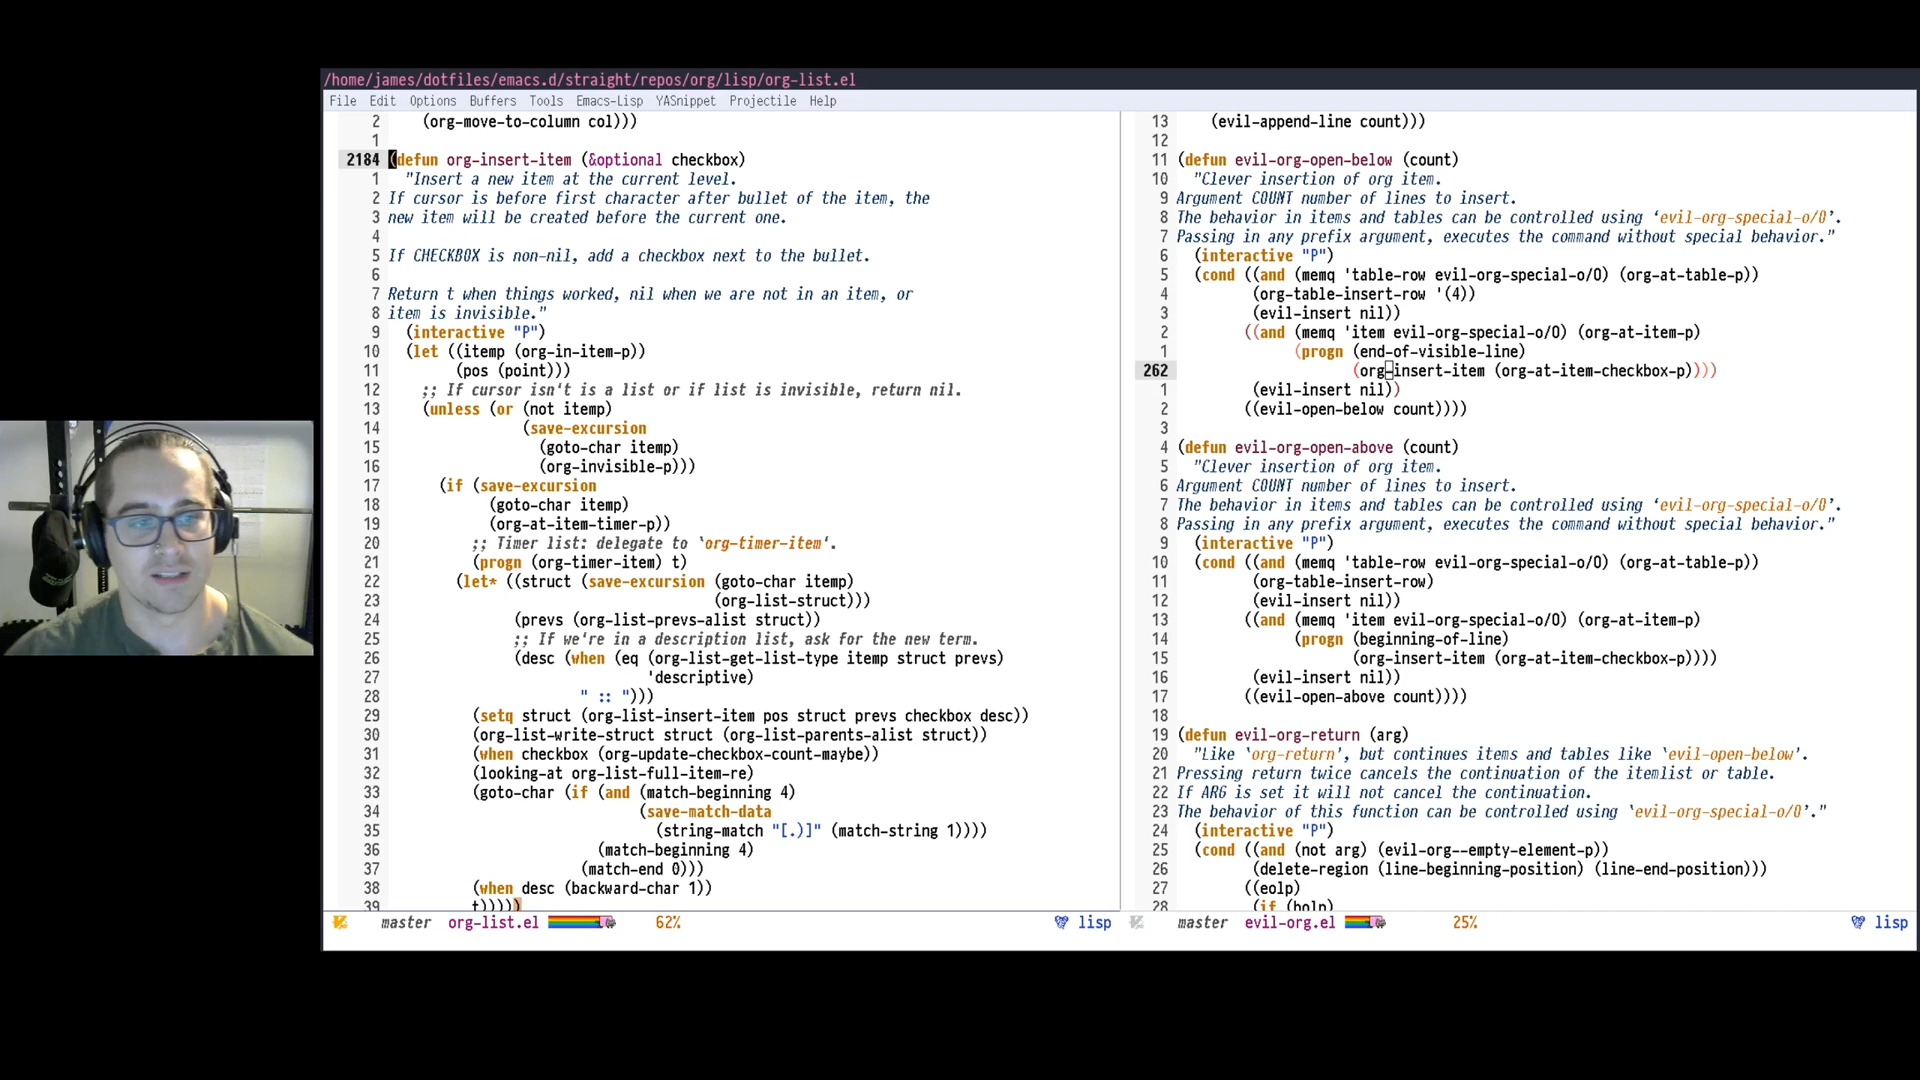 /home/james/dotfiles/emacs.d/straight/repos/org/lisp/org-list.el
File Edit Options Buffers Tools Emacs-Lisp YASnippet Projectile Help
2 (org-move-to-column col)))
1
2184 (defun org-insert-item (&optional checkbox)
1 "Insert a new item at the current level.
2 If cursor is before first character after bullet of the item, the
3 new item will be created before the current one.
4
5 If CHECKBOX is non-nil, add a checkbox next to the bullet.
6
7 Return t when things worked, nil when we are not in an item, or
8 item is invisible."
9 (interactive "P")
10 (let ((itemp (org-in-item-p))
11 (pos (point)))
12 ;; If cursor isn't is a list or if list is invisible, return nil.
13 (unless (or (not itemp)
14 (save-excursion
15 (goto-char itemp)
16 (org-invisible-p)))
17 (if (save-excursion
18 (goto-char itemp)
19 (org-at-item-timer-p))
20 ;; Timer list: delegate to `org-timer-item'.
21 (progn (org-timer-item) t)
22 (let* ((struct (save-excursion (goto-char itemp)
23 (org-list-struct)))
24 (prevs (org-list-prevs-alist struct))
25 ;; If we're in a description list, ask for the new term.
26 (desc (when (eq (org-list-get-list-type itemp struct prevs)
27 'descriptive)
28 " :: ")))
29 (setq struct (org-list-insert-item pos struct prevs checkbox desc))
30 (org-list-write-struct struct (org-list-parents-alist struct))
31 (when checkbox (org-update-checkbox-count-maybe))
32 (looking-at org-list-full-item-re)
33 (goto-char (if (and (match-beginning 4)
34 (save-match-data
35 (string-match "[.)]" (match-string 1))))
36 (match-beginning 4)
37 (match-end 0)))
38 (when desc (backward-char 1))
39 t)))))
master org-list.el 62% lisp
13 (evil-append-line count)))
12
11 (defun evil-org-open-below (count)
10 "Clever insertion of org item.
9 Argument COUNT number of lines to insert.
8 The behavior in items and tables can be controlled using ‘evil-org-special-o/O’.
7 Passing in any prefix argument, executes the command without special behavior."
6 (interactive "P")
5 (cond ((and (memq 'table-row evil-org-special-o/O) (org-at-table-p))
4 (org-table-insert-row '(4))
3 (evil-insert nil))
2 ((and (memq 'item evil-org-special-o/O) (org-at-item-p)
1 (progn (end-of-visible-line)
262 (org-insert-item (org-at-item-checkbox-p))))
1 (evil-insert nil))
2 ((evil-open-below count))))
3
4 (defun evil-org-open-above (count)
5 "Clever insertion of org item.
6 Argument COUNT number of lines to insert.
7 The behavior in items and tables can be controlled using ‘evil-org-special-o/O’.
8 Passing in any prefix argument, executes the command without special behavior."
9 (interactive "P")
10 (cond ((and (memq 'table-row evil-org-special-o/O) (org-at-table-p))
11 (org-table-insert-row)
12 (evil-insert nil))
13 ((and (memq 'item evil-org-special-o/O) (org-at-item-p)
14 (progn (beginning-of-line)
15 (org-insert-item (org-at-item-checkbox-p))))
16 (evil-insert nil))
17 ((evil-open-above count))))
18
19 (defun evil-org-return (arg)
20 "Like `org-return', but continues items and tables like `evil-open-below'.
21 Pressing return twice cancels the continuation of the itemlist or table.
22 If ARG is set it will not cancel the continuation.
23 The behavior of this function can be controlled using `evil-org-special-o/O'."
24 (interactive "P")
25 (cond ((and (not arg) (evil-org--empty-element-p))
26 (delete-region (line-beginning-position) (line-end-position)))
27 ((eolp)
28 (if (bolp)
master evil-org.el 25% lisp